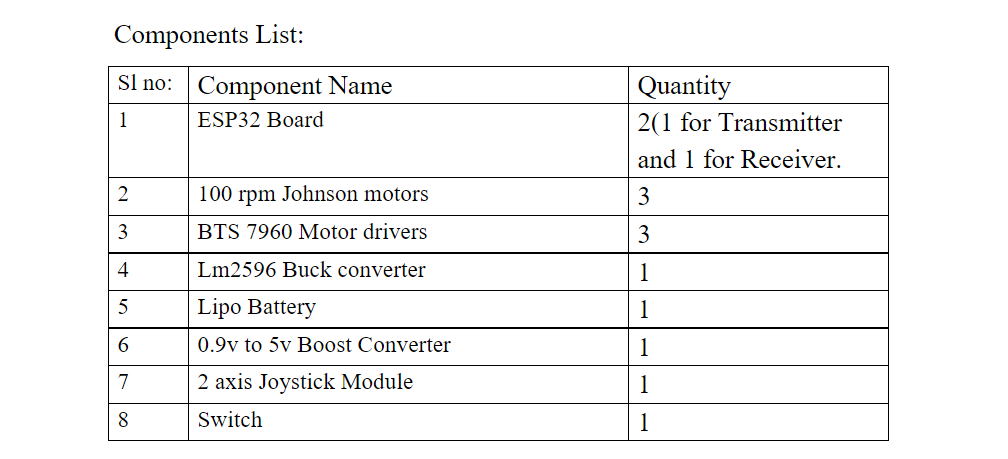 Components List:
Sl no: Component Name Quantity
1 ESP32 Board 2(1 for Transmitter
and 1 for Receiver.
2 100 rpm Johnson motors 3
3 BTS 7960 Motor drivers 3
4 Lm2596 Buck converter 1
5 Lipo Battery 1
6 0.9v to 5v Boost Converter 1
7 2 axis Joystick Module 1
8 Switch 1